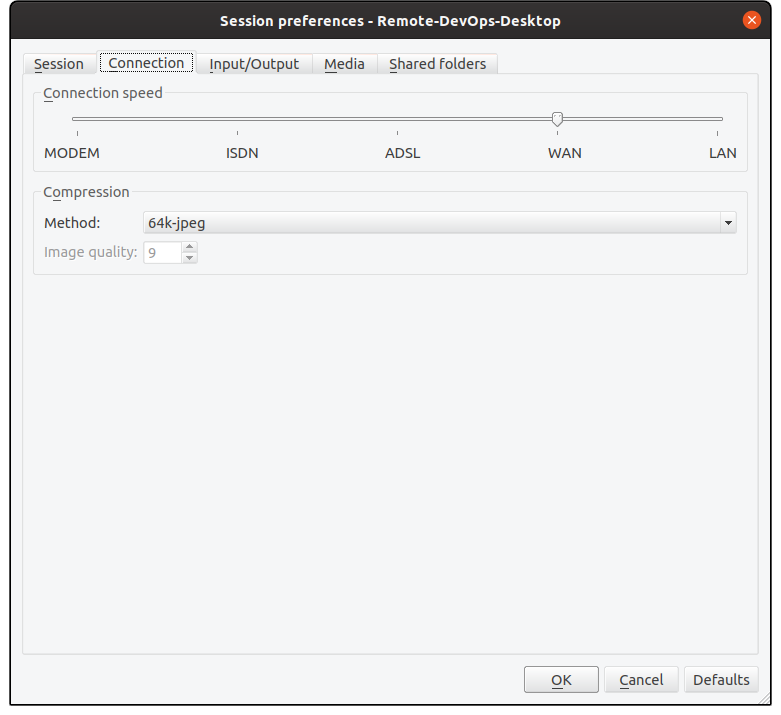 Session preferences - Remote-DevOps-Desktop
Session Connection Input/Output Media Shared folders
Connection speed
MODEM ISDN ADSL WAN LAN
Compression
Method: 64k-jpeg
Image quality: 9
OK Cancel Defaults